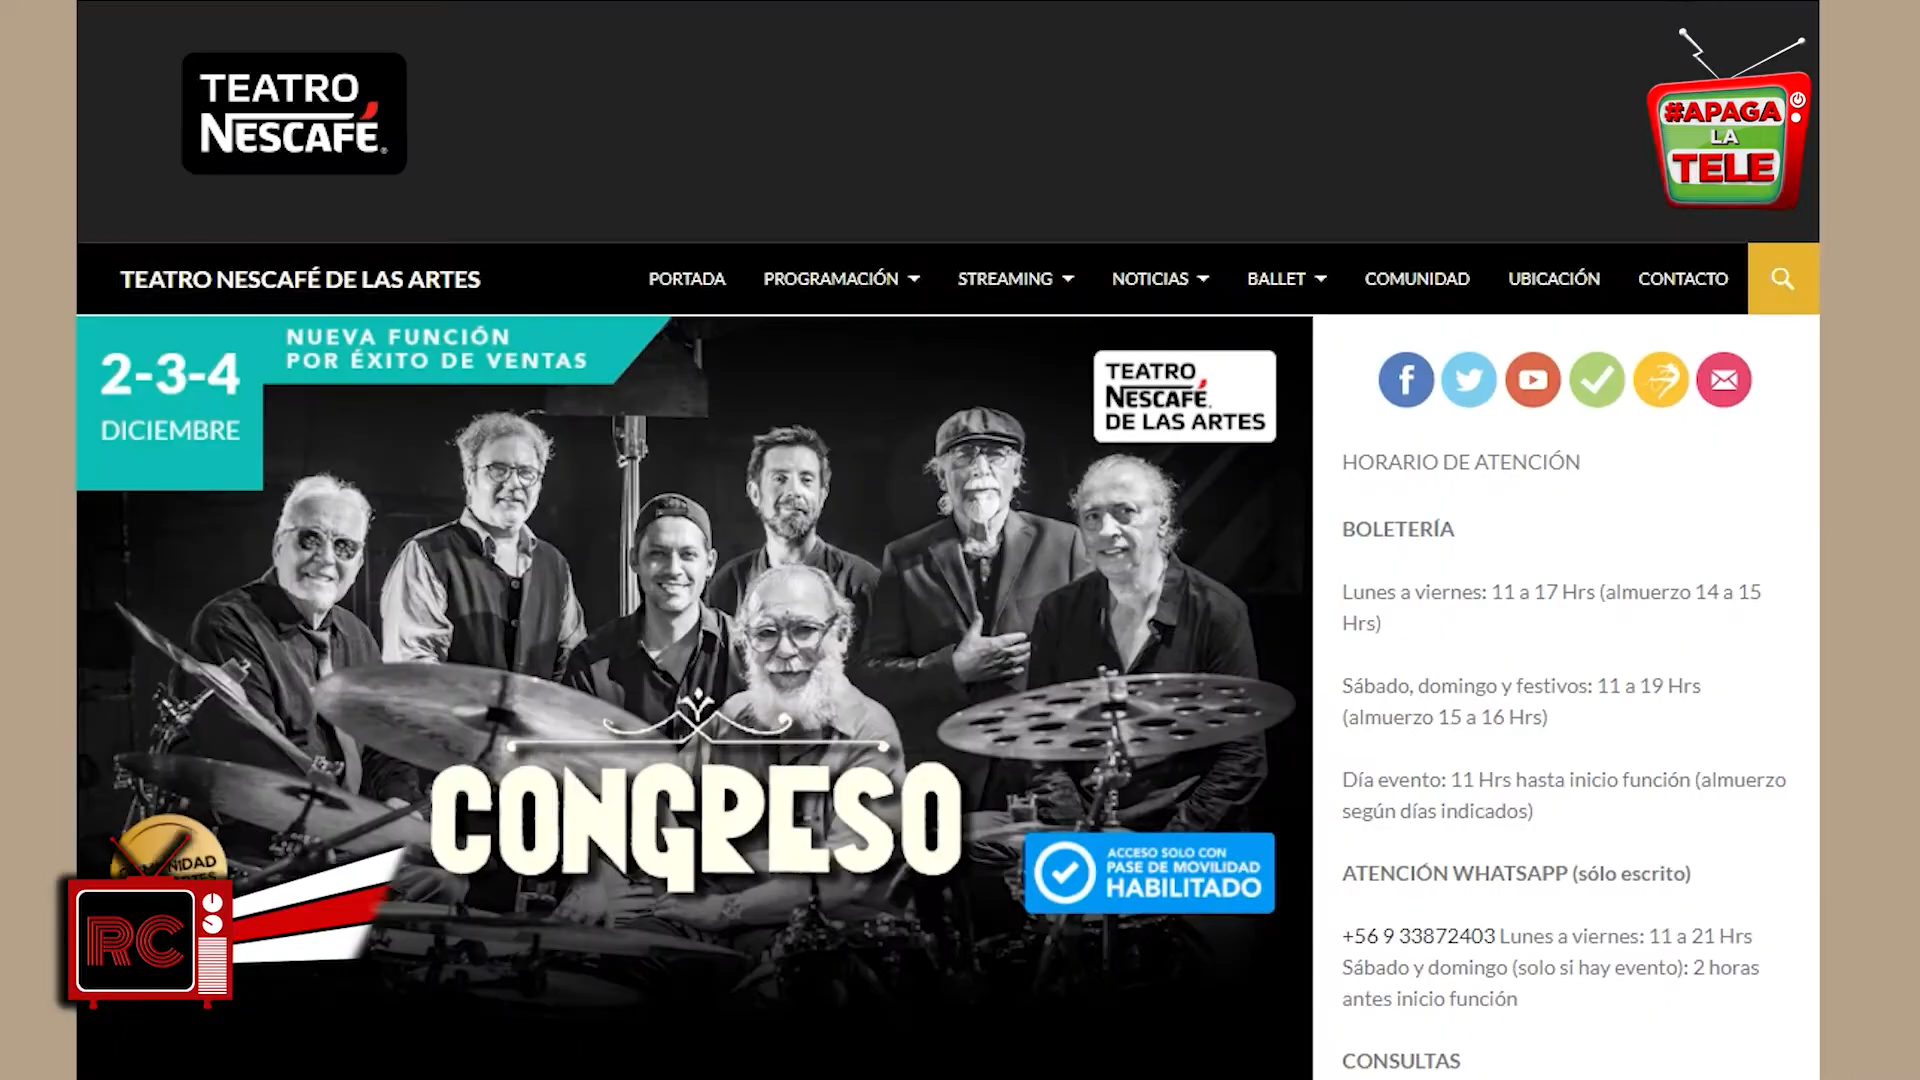 TEATRO
NESCAFÉ.
#APAGA
LA
TELE
TEATRO NESCAFÉ DE LAS ARTES
PORTADA
PROGRAMACIÓN
STREAMING
NOTICIAS
BALLET
COMUNIDAD
UBICACIÓN
CONTACTO
2-3-4
DICIEMBRE
NUEVA FUNCIÓN
POR ÉXITO DE VENTAS
TEATRO
NESCAFÉ.
DE LAS ARTES
CONGRESO
ACCESO SOLO CON
PASE DE MOVILIDAD
HABILITADO
RC
HORARIO DE ATENCIÓN
BOLETERÍA
Lunes a viernes: 11 a 17 Hrs (almuerzo 14 a 15
Hrs)
Sábado, domingo y festivos: 11 a 19 Hrs
(almuerzo 15 a 16 Hrs)
Día evento: 11 Hrs hasta inicio función (almuerzo
según días indicados)
ATENCIÓN WHATSAPP (sólo escrito)
+56 9 33872403 Lunes a viernes: 11 a 21 Hrs
Sábado y domingo (solo si hay evento): 2 horas
antes inicio función
CONSULTAS